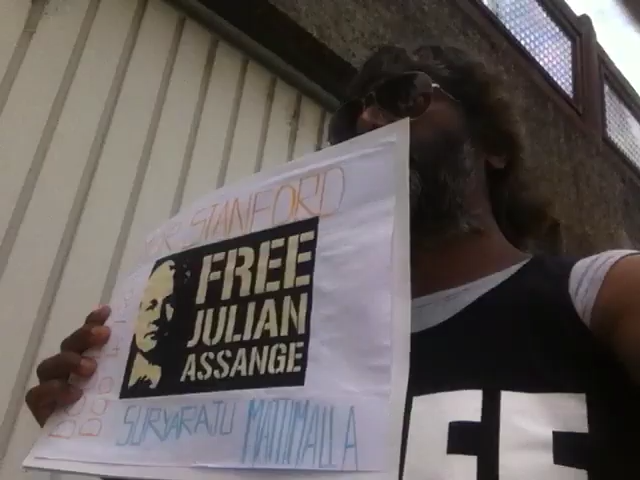 STANFORD
FREE
JULIAN
ASSANGE
SURYARAJU MATTIMALLA